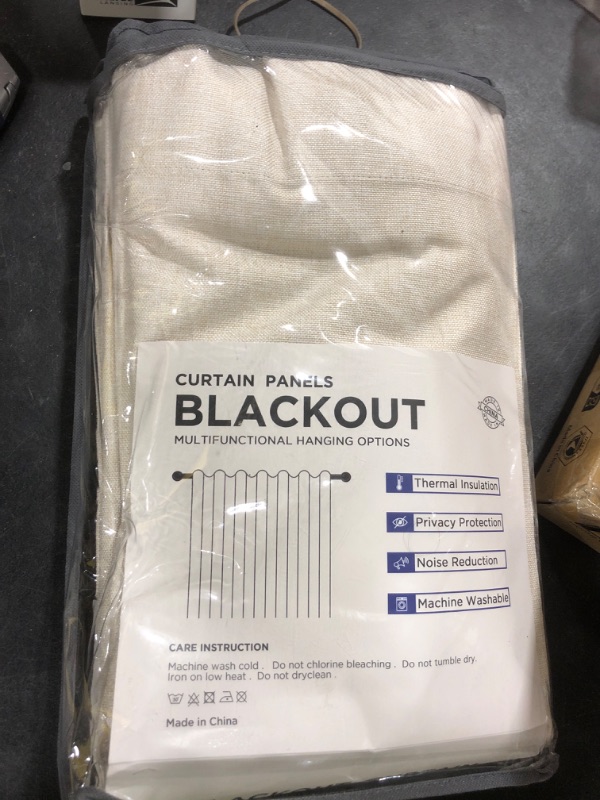 CURTAIN PANELS
BLACKOUT
MULTIFUNCTIONAL HANGING OPTIONS
Thermal Insulation
Privacy Protection
Noise Reduction
Machine Washable
CARE INSTRUCTION
Machine wash cold . Do not chlorine bleaching . Do not tumble dry.
Iron on low heat . Do not dryclean .
Made in China